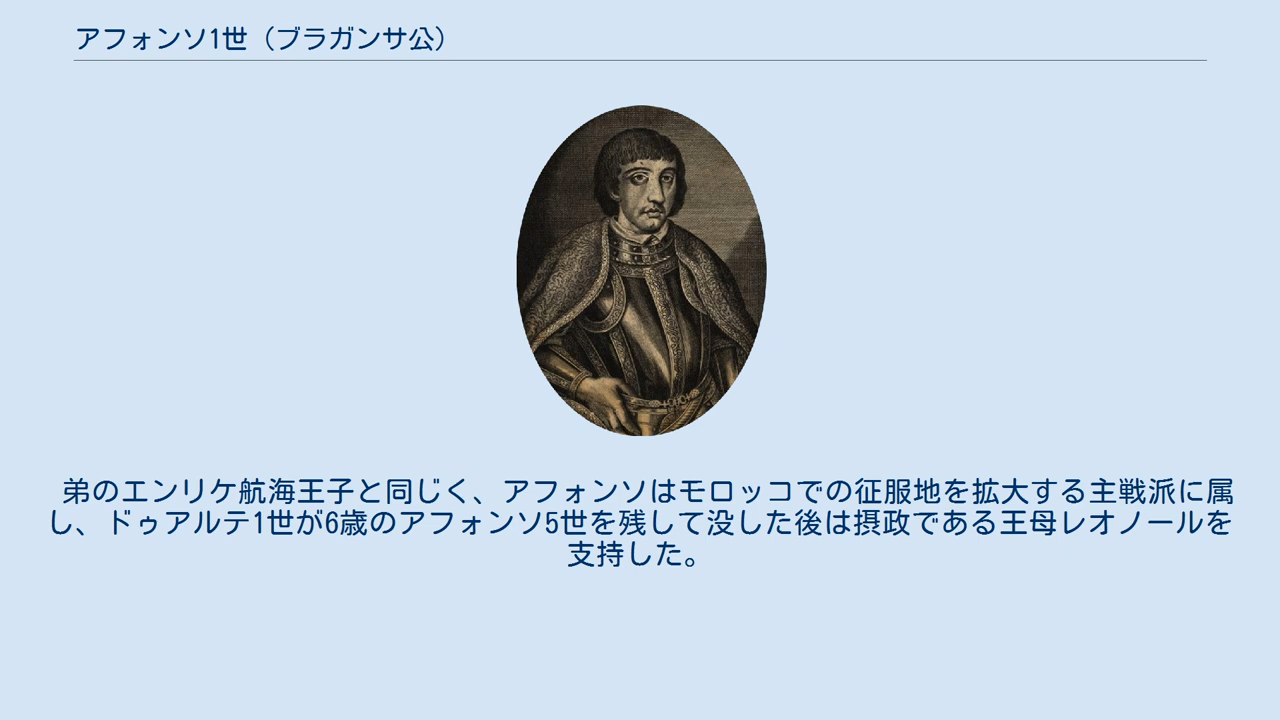 アフォンソ1世（ブラガンサ公）
弟のエンリケ航海王子と同じく、アフォンソはモロッコでの征服地を拡大する主戦派に属
し、ドゥアルテ1世が6歳のアフォンソ5世を残して没した後は摂政である王母レオノールを
支持した。